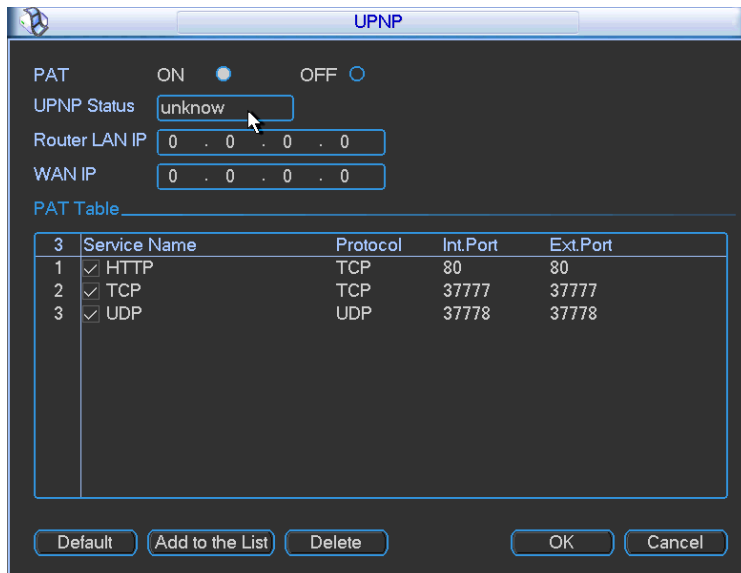 UPNP
PAT ON OFF
UPNP Status unknow
Router LAN IP 0 . 0 . 0 . 0
WAN IP 0 . 0 . 0 . 0
PAT Table
3 Service Name Protocol Int.Port Ext.Port
1 HTTP TCP 80 80
2 TCP TCP 37777 37777
3 UDP UDP 37778 37778
Default Add to the List Delete OK Cancel